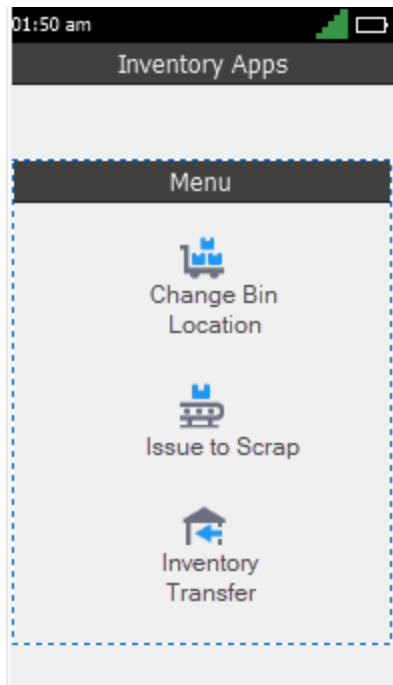 01:50 am
Inventory Apps
Menu
Change Bin
Location
Issue to Scrap
Inventory
Transfer